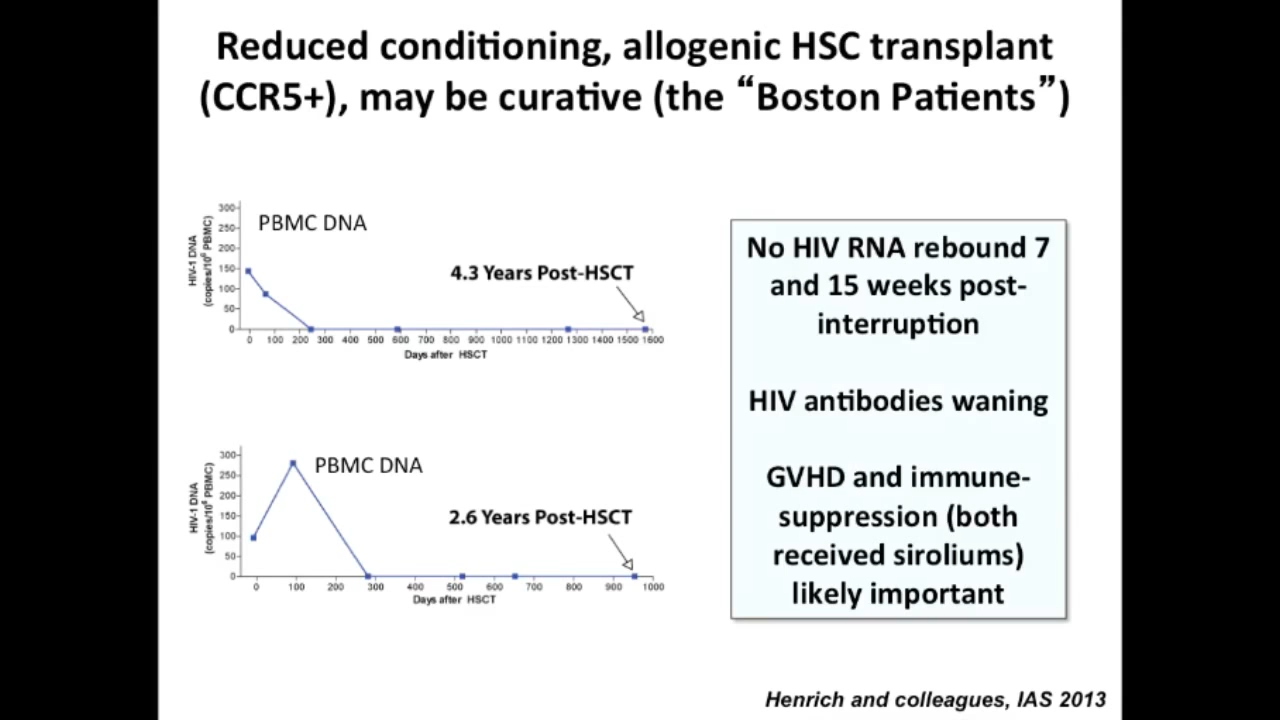 Reduced conditioning, allogenic HSC transplant
(CCR5+), may be curative (the “Boston Patients”)
PBMC DNA
HIV-1 DNA
(copies/10⁶ PBMC)
300
250
200
150
100
50
0
4.3 Years Post-HSCT
0 100 200 300 400 500 600 700 800 900 1000 1100 1200 1300 1400 1500 1600
Days after HSCT
PBMC DNA
HIV-1 DNA
(copies/10⁶ PBMC)
300
250
200
150
100
50
0
2.6 Years Post-HSCT
0 100 200 300 400 500 600 700 800 900 1000
Days after HSCT
No HIV RNA rebound 7
and 15 weeks post-
interruption
HIV antibodies waning
GVHD and immune-
suppression (both
received siroliums)
likely important
Henrich and colleagues, IAS 2013